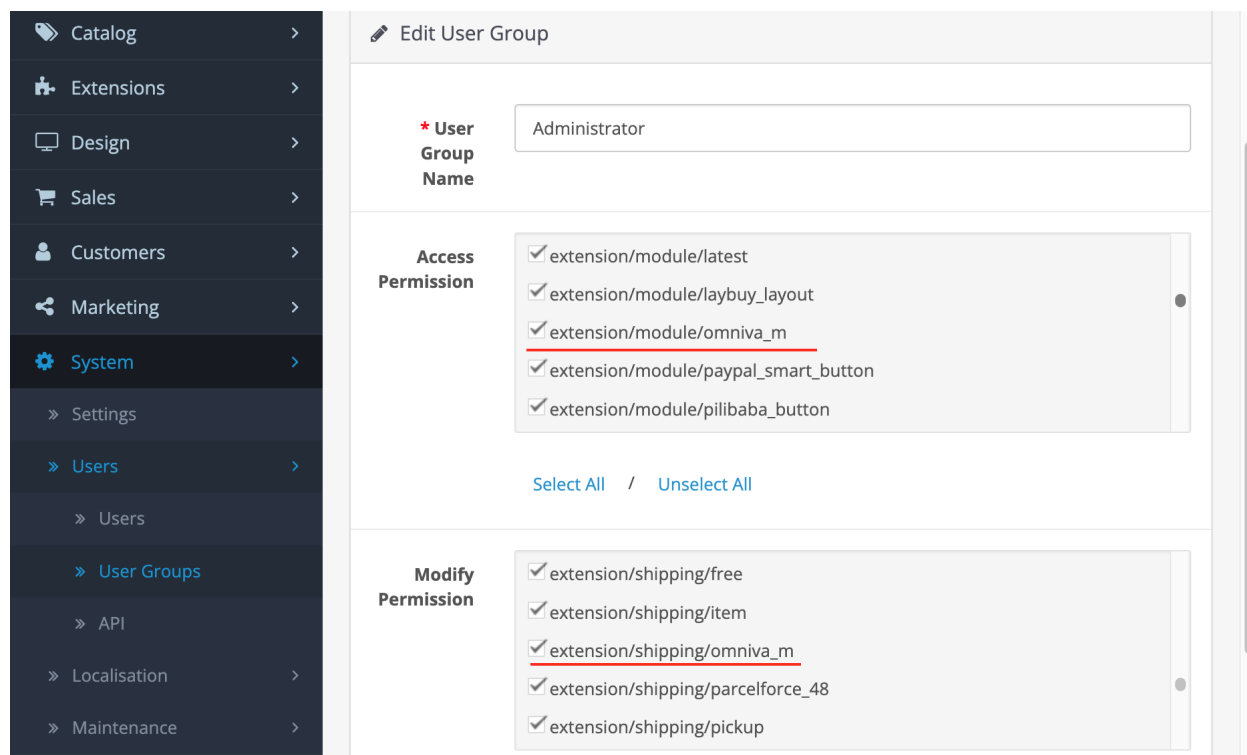 Catalog
Extensions
Design
Sales
Customers
Marketing
System
Settings
Users
Users
User Groups
API
Localisation
Maintenance
Edit User Group
* User
Group
Name
Administrator
Access
Permission
extension/module/latest
extension/module/laybuy_layout
extension/module/omniva_m
extension/module/paypal_smart_button
extension/module/pilibaba_button
Select All / Unselect All
Modify
Permission
extension/shipping/free
extension/shipping/item
extension/shipping/omniva_m
extension/shipping/parcelforce_48
extension/shipping/pickup